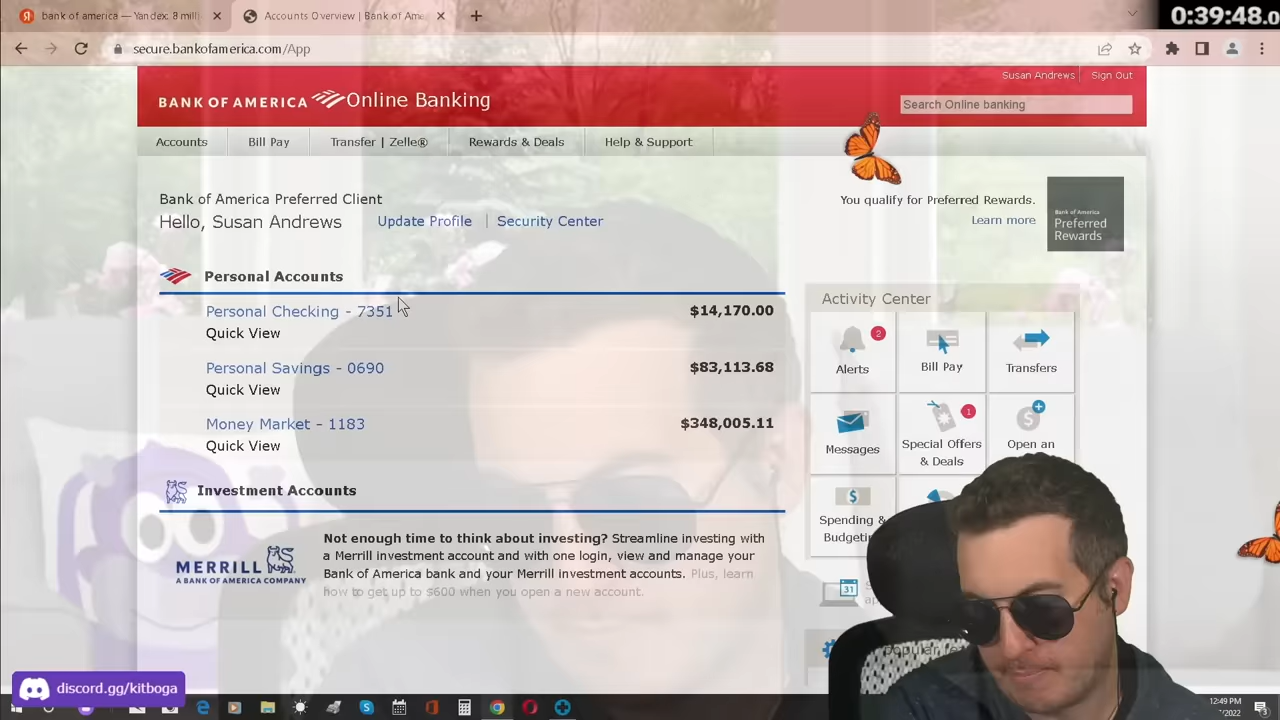 bank of america — Yandex: 8 mill
Accounts Overview | Bank of Ame
0:39:48.0
secure.bankofamerica.com/App
Susan Andrews
Sign Out
BANK OF AMERICA Online Banking
Search Online banking
Accounts
Bill Pay
Transfer | Zelle®
Rewards & Deals
Help & Support
Bank of America Preferred Client
Hello, Susan Andrews
Update Profile
Security Center
You qualify for Preferred Rewards.
Learn more
Bank of America
Preferred
Rewards
Personal Accounts
Personal Checking - 7351
$14,170.00
Quick View
Personal Savings - 0690
$83,113.68
Quick View
Money Market - 1183
$348,005.11
Quick View
Investment Accounts
MERRILL
A BANK OF AMERICA COMPANY
Not enough time to think about investing? Streamline investing with
a Merrill investment account and with one login, view and manage your
Bank of America bank and your Merrill investment accounts. Plus, learn
how to get up to $600 when you open a new account.
Activity Center
2
Alerts
Bill Pay
Transfers
Messages
1
Special Offers
& Deals
Open an
Spending &
Budgeti
31
discord.gg/kitboga
12:49 PM
/2022